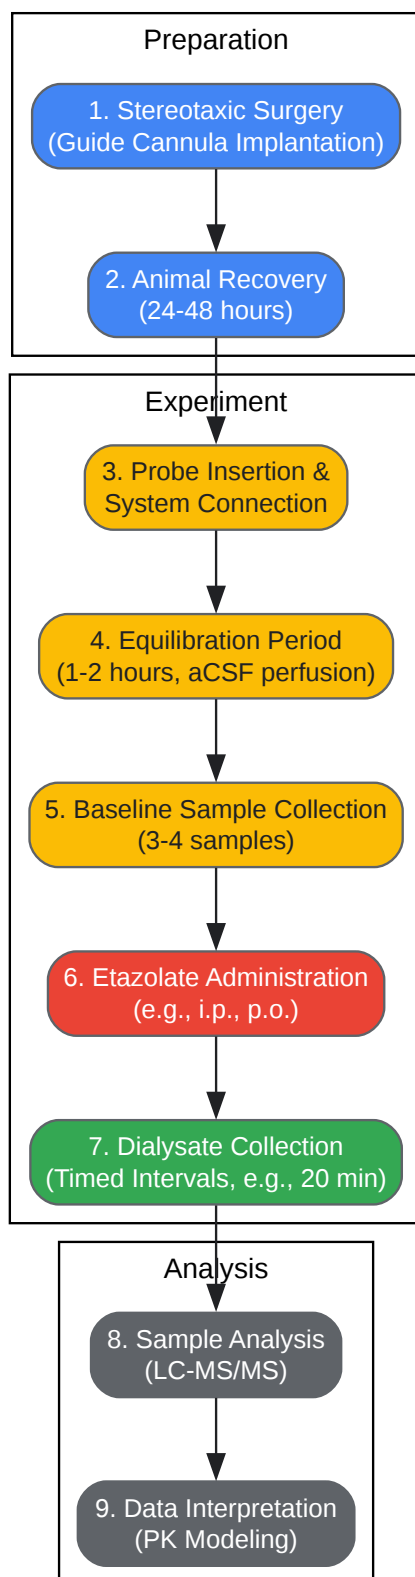 Preparation
1. Stereotaxic Surgery
(Guide Cannula Implantation)
2. Animal Recovery
(24-48 hours)
Experiment
3. Probe Insertion &
System Connection
4. Equilibration Period
(1-2 hours, aCSF perfusion)
5. Baseline Sample Collection
(3-4 samples)
6. Etazolate Administration
(e.g., i.p., p.o.)
7. Dialysate Collection
(Timed Intervals, e.g., 20 min)
Analysis
8. Sample Analysis
(LC-MS/MS)
9. Data Interpretation
(PK Modeling)